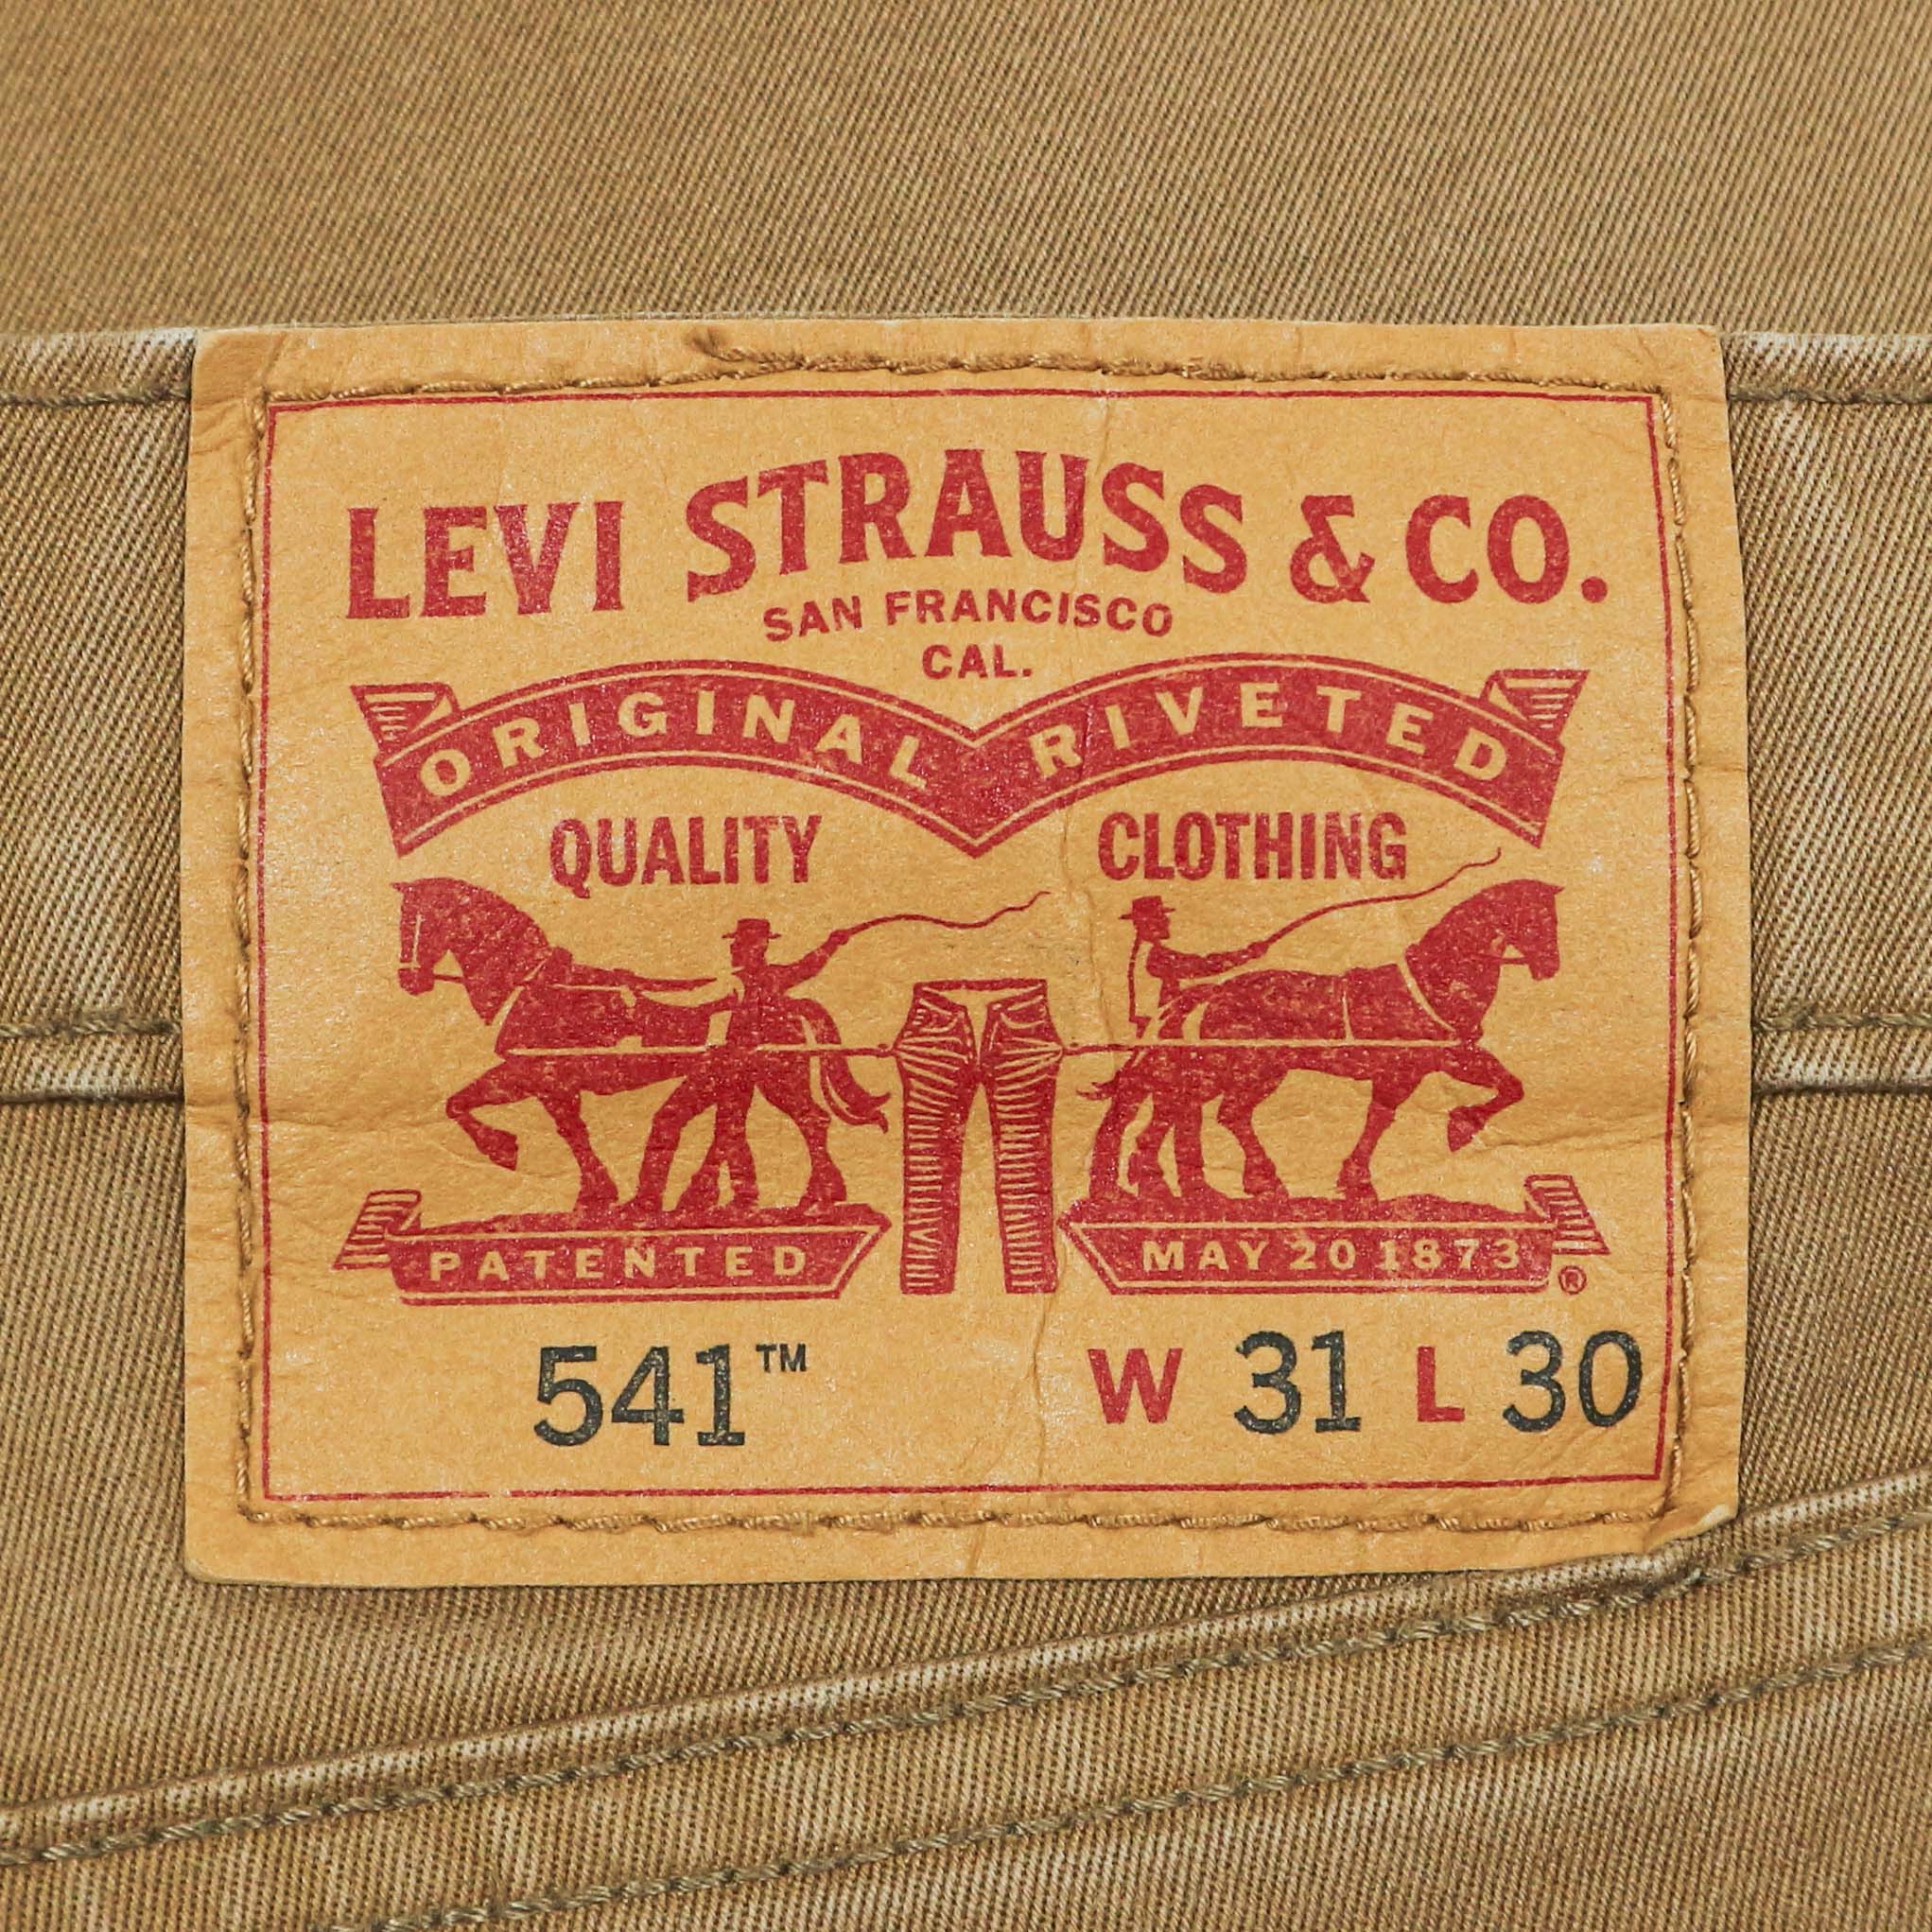 LEVI STRAUSS & CO.
SAN FRANCISCO
CAL.
ORIGINAL RIVETED
QUALITY CLOTHING
PATENTED MAY 20 1873 ®
541™ W 31 L 30